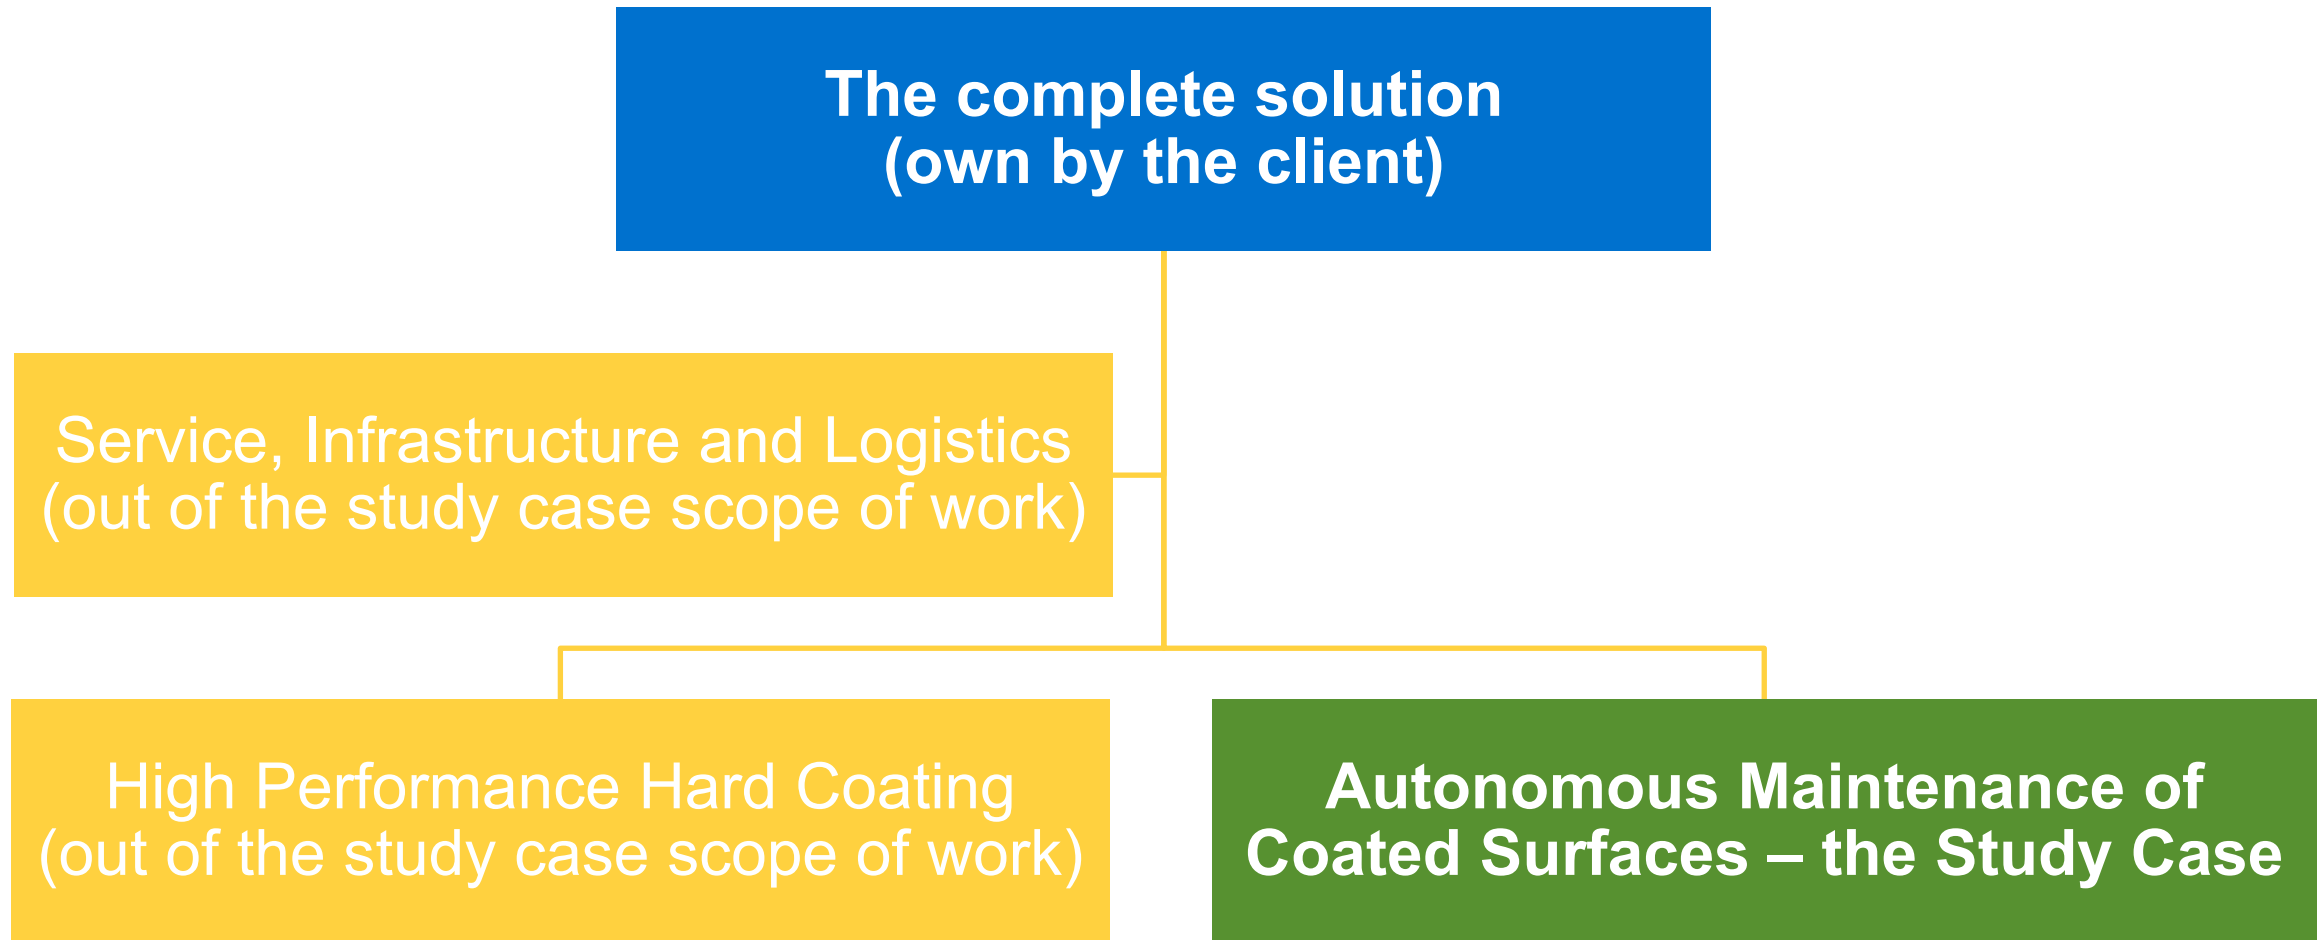 The complete solution
(own by the client)
Service, Infrastructure and Logistics
(out of the study case scope of work)
High Performance Hard Coating
(out of the study case scope of work)
Autonomous Maintenance of
Coated Surfaces – the Study Case